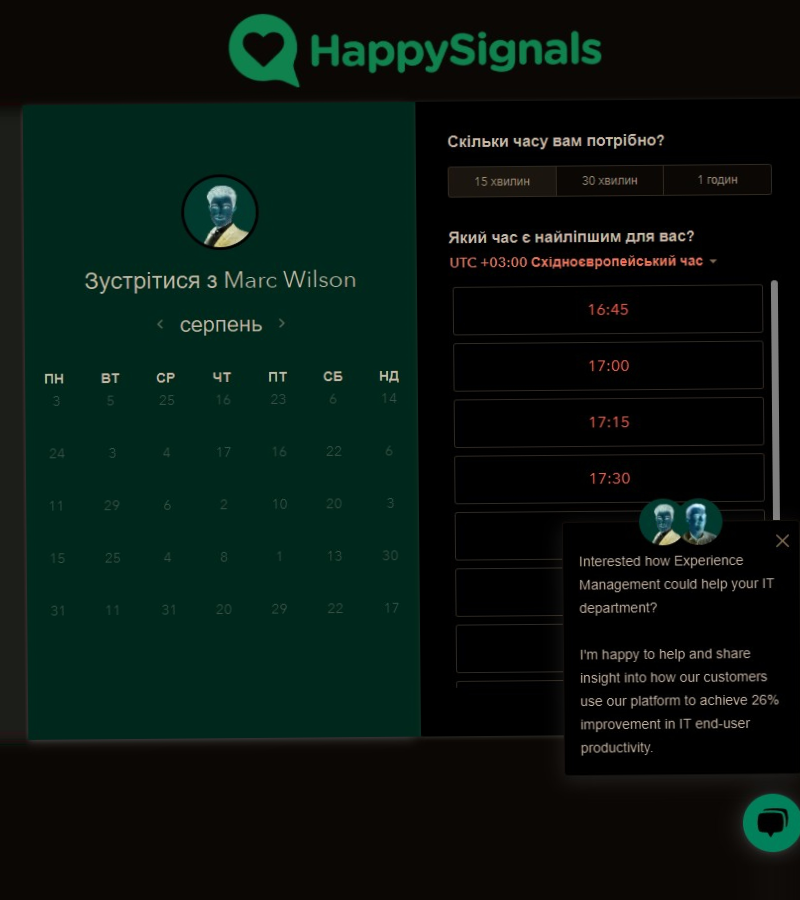 HappySignals
Зустрітися з Marc Wilson
серпень
ПН ВТ СР ЧТ ПТ СБ НД
3 5 25 16 23 6 14
24 3 4 17 16 22 6
11 29 6 2 10 20 3
15 25 4 8 1 13 30
31 11 31 20 29 22 17
Скільки часу вам потрібно?
15 хвилин 30 хвилин 1 годин
Який час є найліпшим для вас?
UTC +03:00 Східноєвропейський час
16:45
17:00
17:15
17:30
Interested how Experience
Management could help your IT
department?
I'm happy to help and share
insight into how our customers
use our platform to achieve 26%
improvement in IT end-user
productivity.